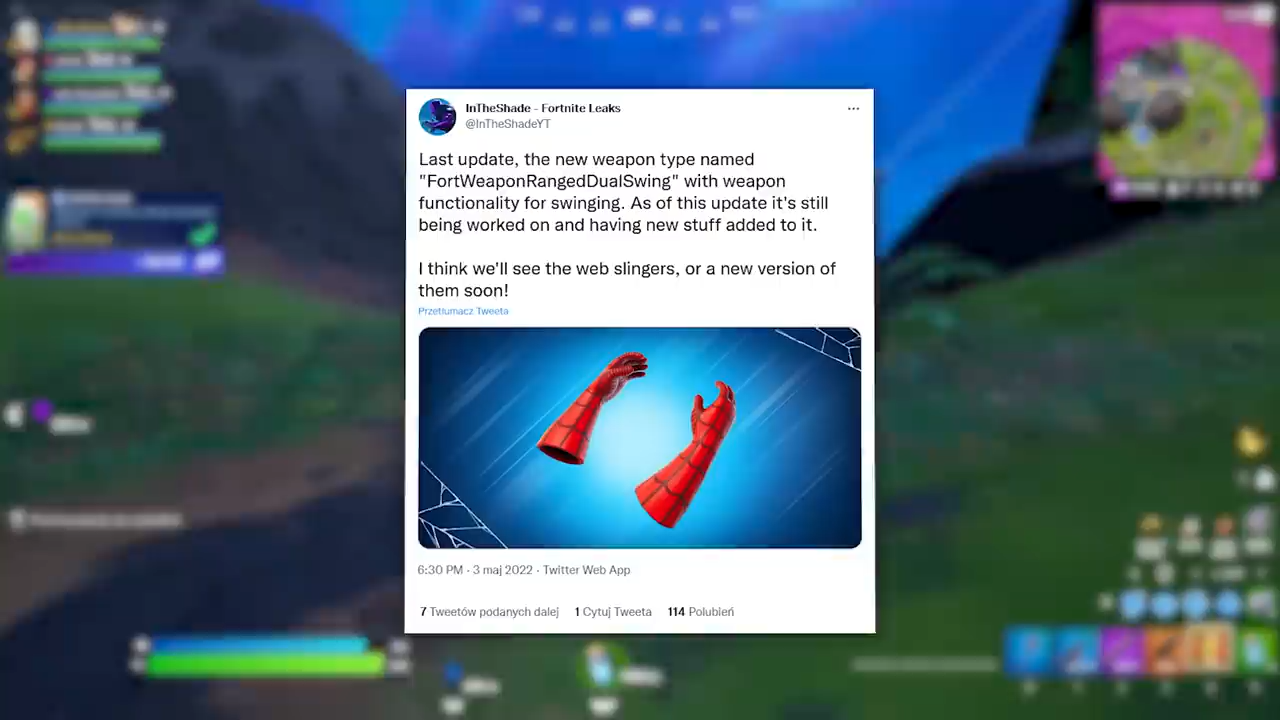 InTheShade - Fortnite Leaks
@InTheShadeYT
Last update, the new weapon type named
"FortWeaponRangedDualSwing" with weapon
functionality for swinging. As of this update it's still
being worked on and having new stuff added to it.
I think we'll see the web slingers, or a new version of
them soon!
Przetłumacz Tweeta
6:30 PM · 3 maj 2022 · Twitter Web App
7 Tweetów podanych dalej 1 Cytuj Tweeta 114 Polubień